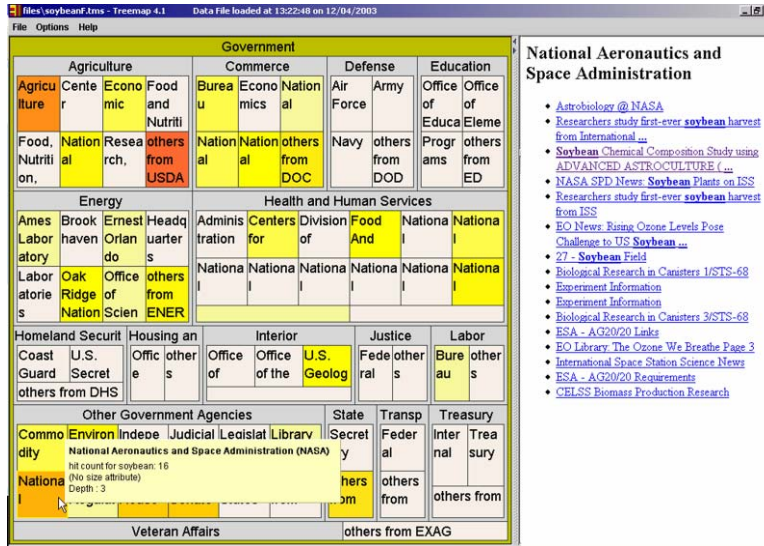 files\soybeanF.tms - Treemap 4.1 Data File loaded at 13:22:48 on 12/04/2003
File Options Help
Government
Agriculture Commerce Defense Education
Agricu Cente Econo Food Burea Econo Nation Air Army Office Office
lture r mic and u mics al Force of of
Nutriti Educa Eleme
Food, Nation Resea others Nation Nation others Navy others Progr others
Nutriti al rch, from al al from from ams from
on, USDA DOC DOD ED
Energy Health and Human Services
Ames Brook Ernest Headq Adminis Centers Division Food Nationa Nationa
Labor haven Orlan uarter tration for of And l l
atory do s
Labor Oak Office others Nationa Nationa Nationa Nationa Nationa Nationa
atorie Ridge of from l l l l l l
s Nation Scien ENER
Homeland Securit Housing an Interior Justice Labor
Coast U.S. Offic other Office Office U.S. Fede other Bure other
Guard Secret e s of of the Geolog ral s au s
others from DHS
Other Government Agencies State Transp Treasury
Commo Environ Indepe Judicial Legislat Library Secret Feder Inter Trea
dity y al nal sury
National Aeronautics and Space Administration (NASA)
hit count for soybean: 16
(No size attribute)
Depth : 3
Nationa hers others others from
l om from
Veteran Affairs others from EXAG
National Aeronautics and
Space Administration
Astrobiology @ NASA
Researchers study first-ever soybean harvest
from International ...
Soybean Chemical Composition Study using
ADVANCED ASTROCULTURE ( ...
NASA SPD News: Soybean Plants on ISS
Researchers study first-ever soybean harvest
from ISS
EO News: Rising Ozone Levels Pose
Challenge to US Soybean ...
27 - Soybean Field
Biological Research in Canisters 1/STS-68
Experiment Information
Experiment Information
Biological Research in Canisters 3/STS-68
ESA - AG20/20 Links
EO Library: The Ozone We Breathe Page 3
International Space Station Science News
ESA - AG20/20 Requirements
CELSS Biomass Production Research